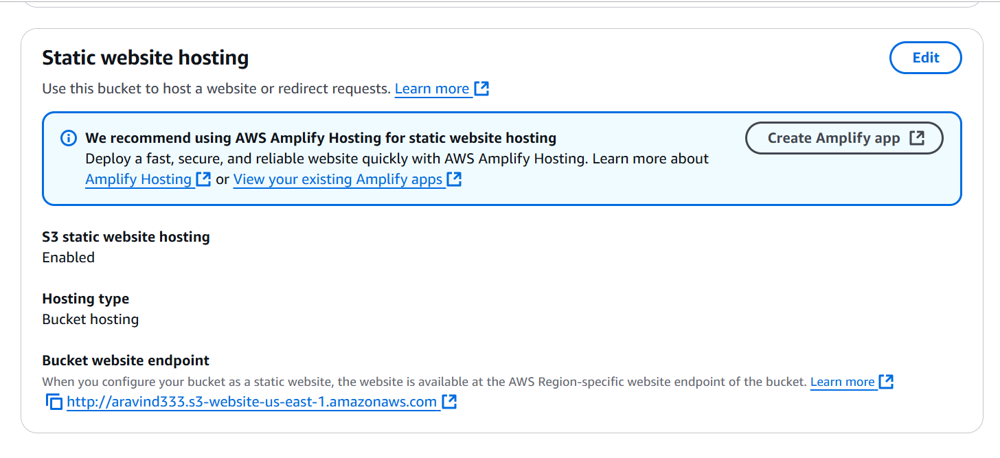 Static website hosting
Edit
Use this bucket to host a website or redirect requests. Learn more
We recommend using AWS Amplify Hosting for static website hosting
Create Amplify app
Deploy a fast, secure, and reliable website quickly with AWS Amplify Hosting. Learn more about
Amplify Hosting or View your existing Amplify apps
S3 static website hosting
Enabled
Hosting type
Bucket hosting
Bucket website endpoint
When you configure your bucket as a static website, the website is available at the AWS Region-specific website endpoint of the bucket. Learn more
http://aravind333.s3-website-us-east-1.amazonaws.com